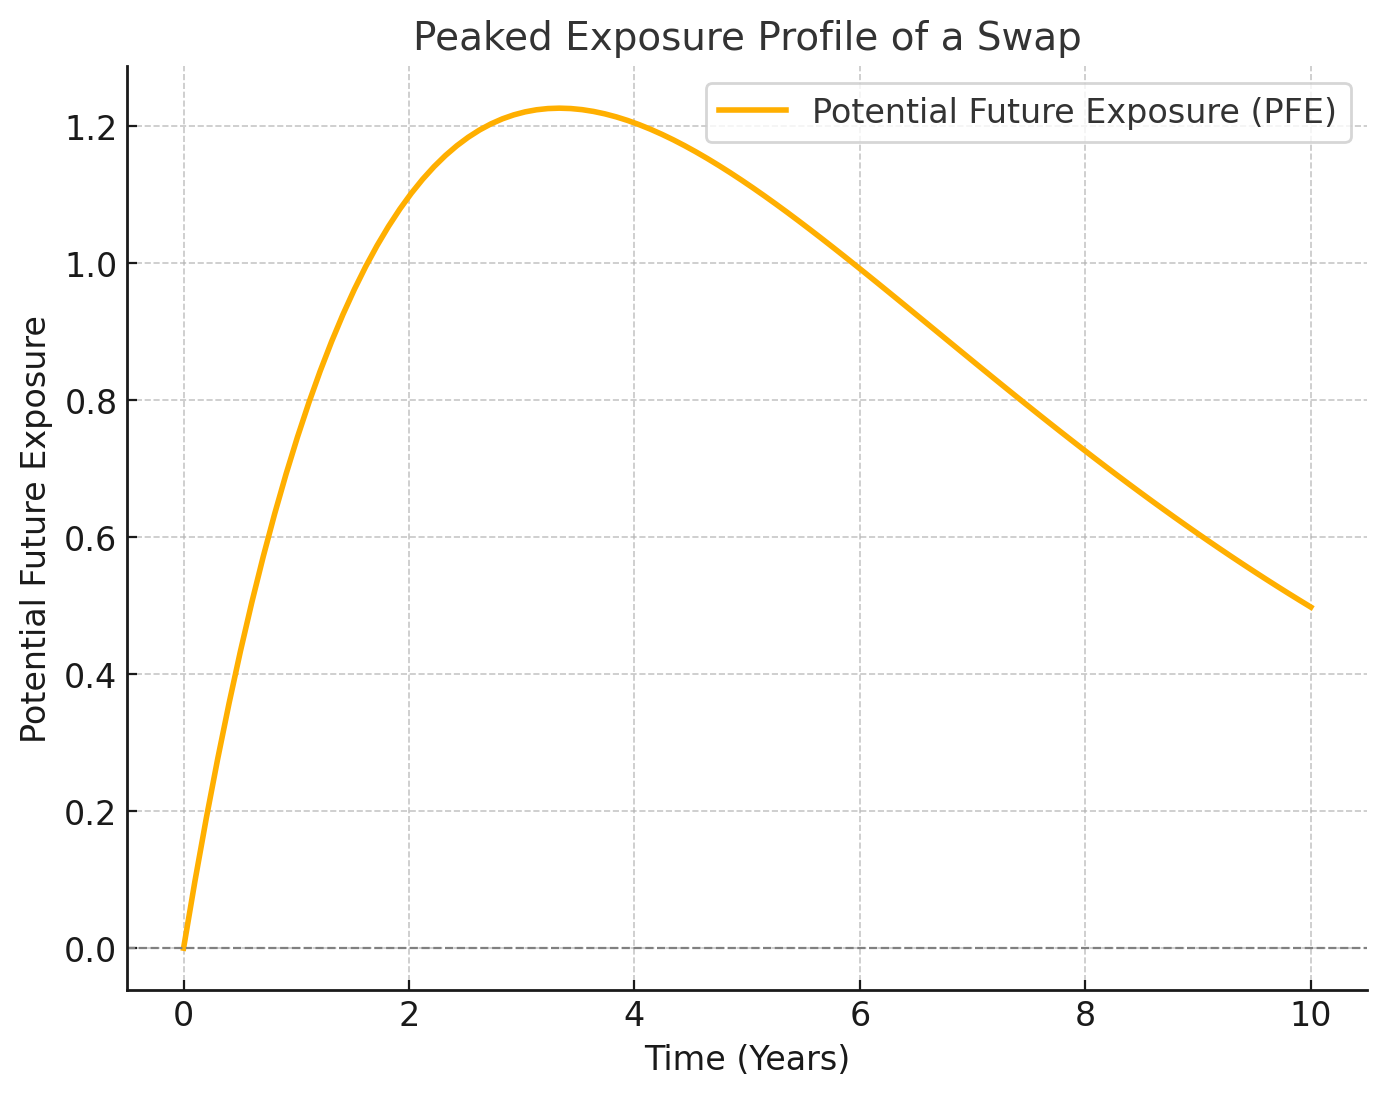 Peaked Exposure Profile of a Swap
Potential Future Exposure (PFE)
Potential Future Exposure
1.2
1.0
0.8
0.6
0.4
0.2
0.0
0 2 4 6 8 10
Time (Years)